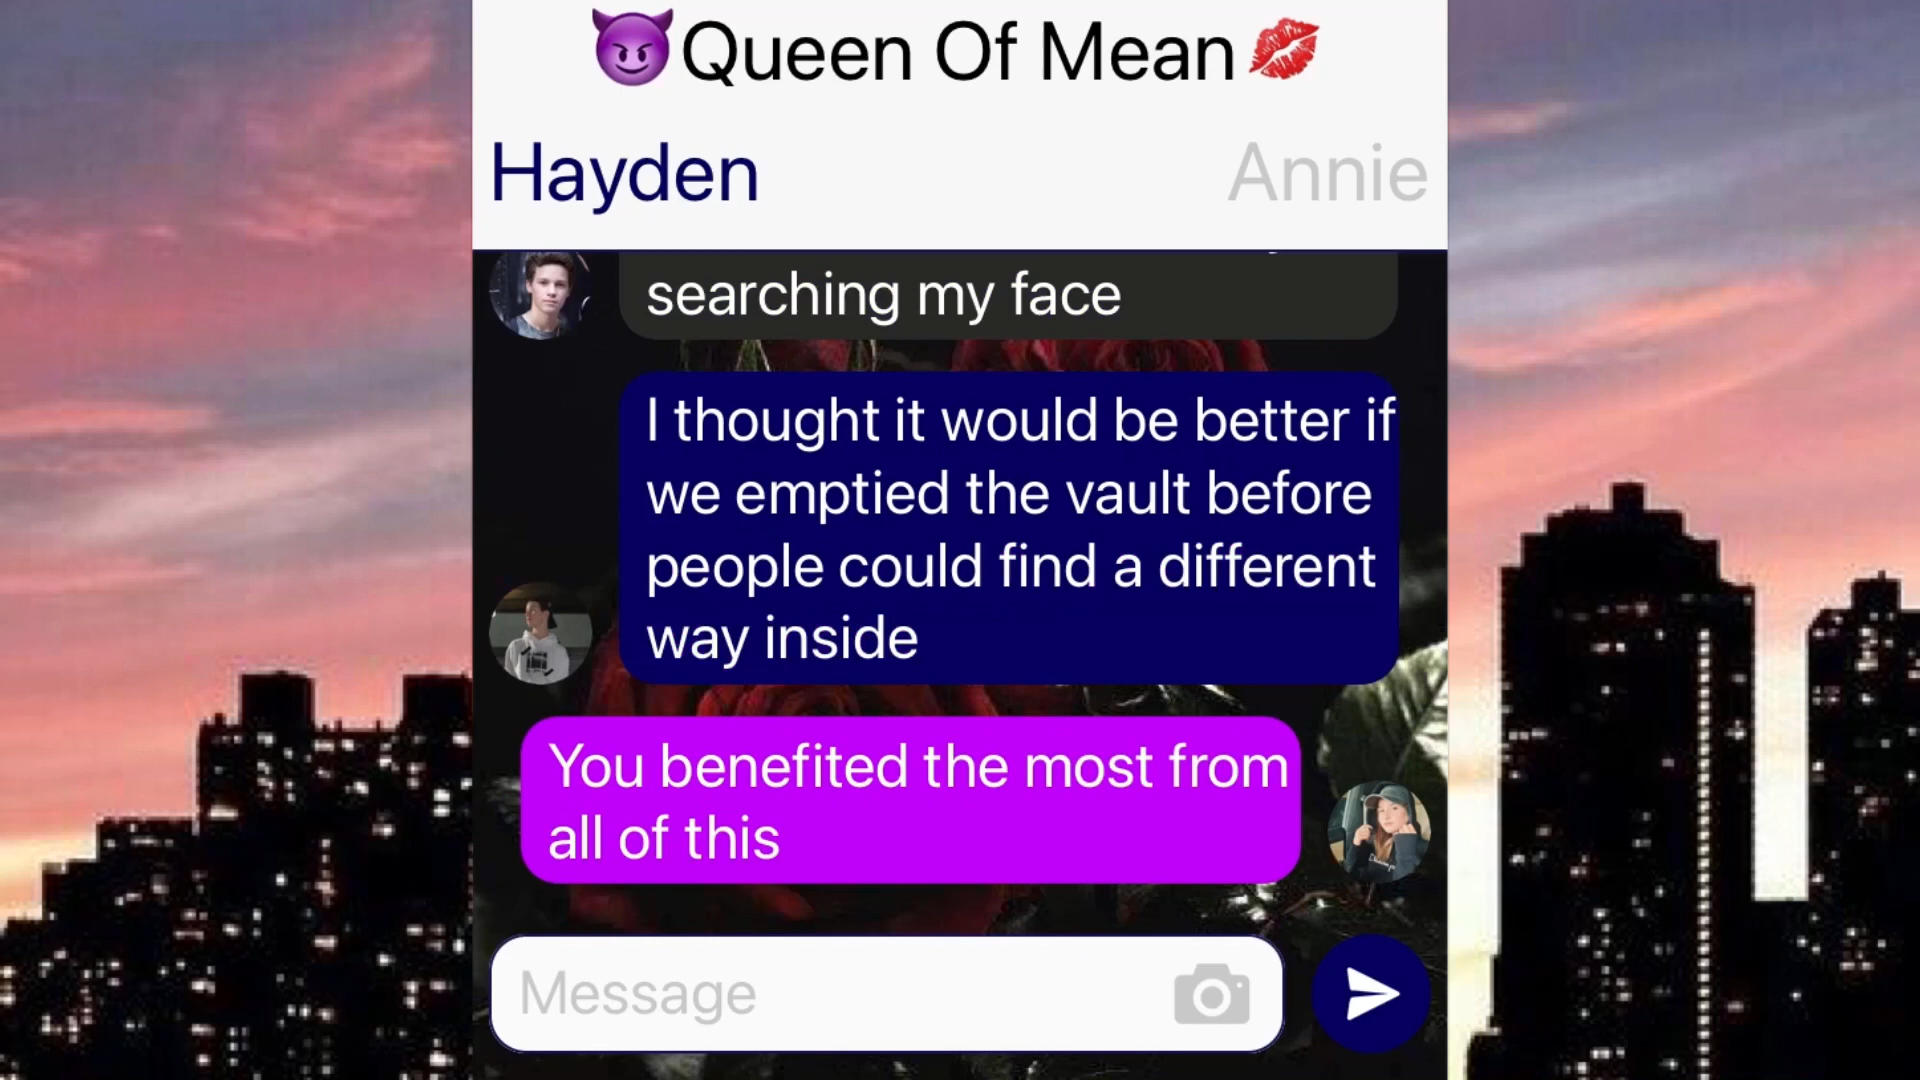 😈Queen Of Mean💋
Hayden
Annie
searching my face
I thought it would be better if
we emptied the vault before
people could find a different
way inside
You benefited the most from
all of this
Message